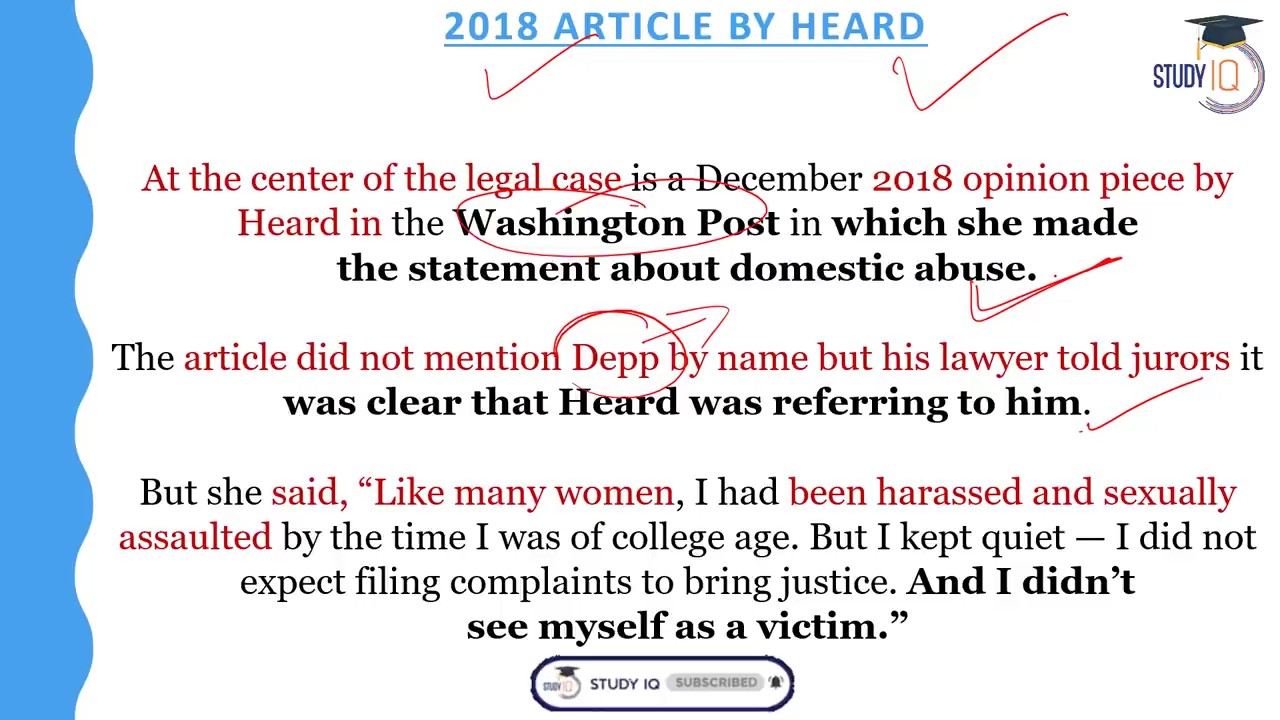 2018 ARTICLE BY HEARD
STUDY IQ
At the center of the legal case is a December 2018 opinion piece by
Heard in the Washington Post in which she made
the statement about domestic abuse.
The article did not mention Depp by name but his lawyer told jurors it
was clear that Heard was referring to him.
But she said, “Like many women, I had been harassed and sexually
assaulted by the time I was of college age. But I kept quiet — I did not
expect filing complaints to bring justice. And I didn’t
see myself as a victim.”
STUDY IQ STUDY IQ SUBSCRIBED